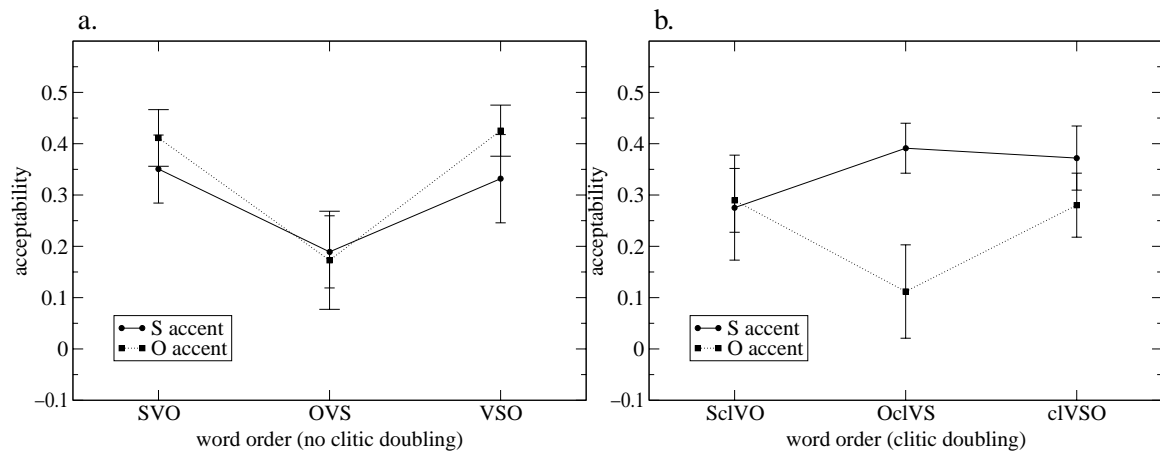 a.
acceptability
0.5
0.4
0.3
0.2
0.1
0
−0.1
S accent
O accent
SVO OVS VSO
word order (no clitic doubling)
b.
acceptability
0.5
0.4
0.3
0.2
0.1
0
−0.1
S accent
O accent
SclVO OclVS clVSO
word order (clitic doubling)